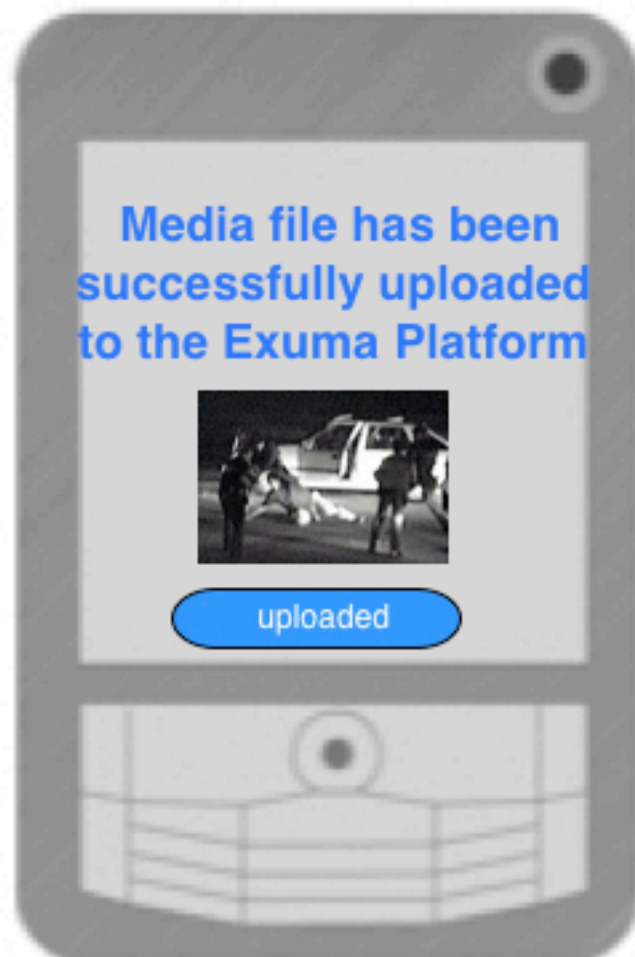 Media file has been
successfully uploaded
to the Exuma Platform
uploaded